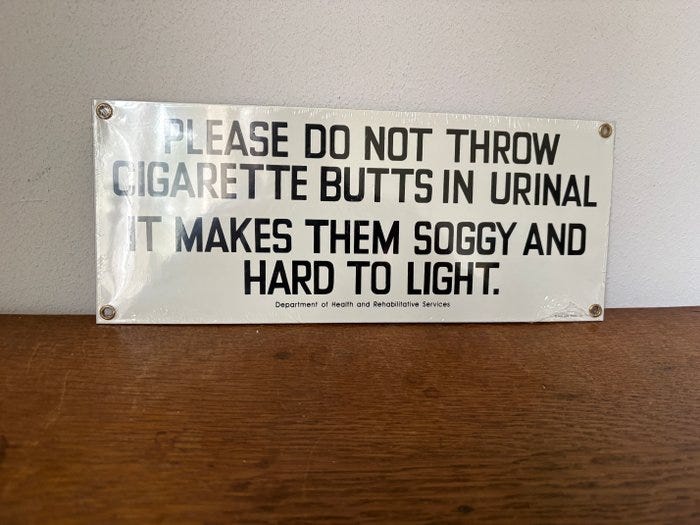 PLEASE DO NOT THROW
CIGARETTE BUTTS IN URINAL
IT MAKES THEM SOGGY AND
HARD TO LIGHT.
Department of Health and Rehabilitative Services